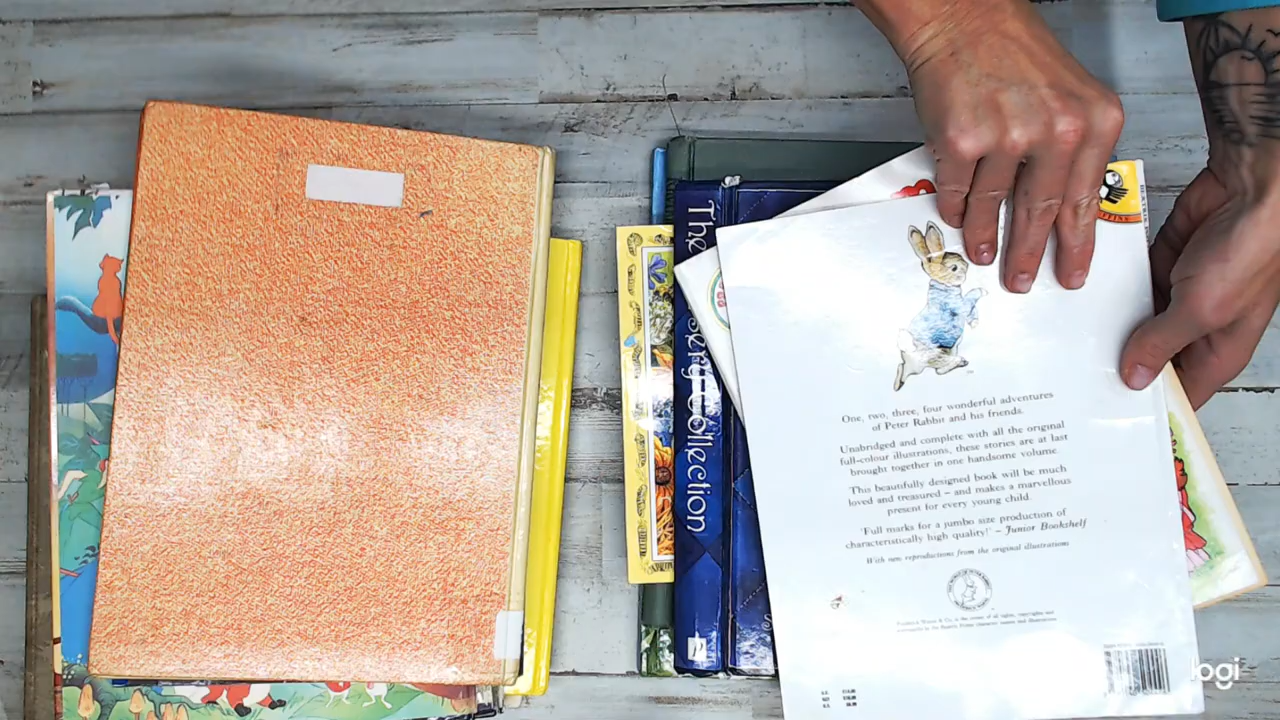 The
sery Collection
One, two, three, four wonderful adventures
of Peter Rabbit and his friends.
Unabridged and complete with all the original
full-colour illustrations, these stories are at last
brought together in one handsome volume.
This beautifully designed book will be much
loved and treasured – and makes a marvellous
present for every young child.
'Full marks for a jumbo size production of
characteristically high quality!' – Junior Bookshelf
With new reproductions from the original illustrations
logi